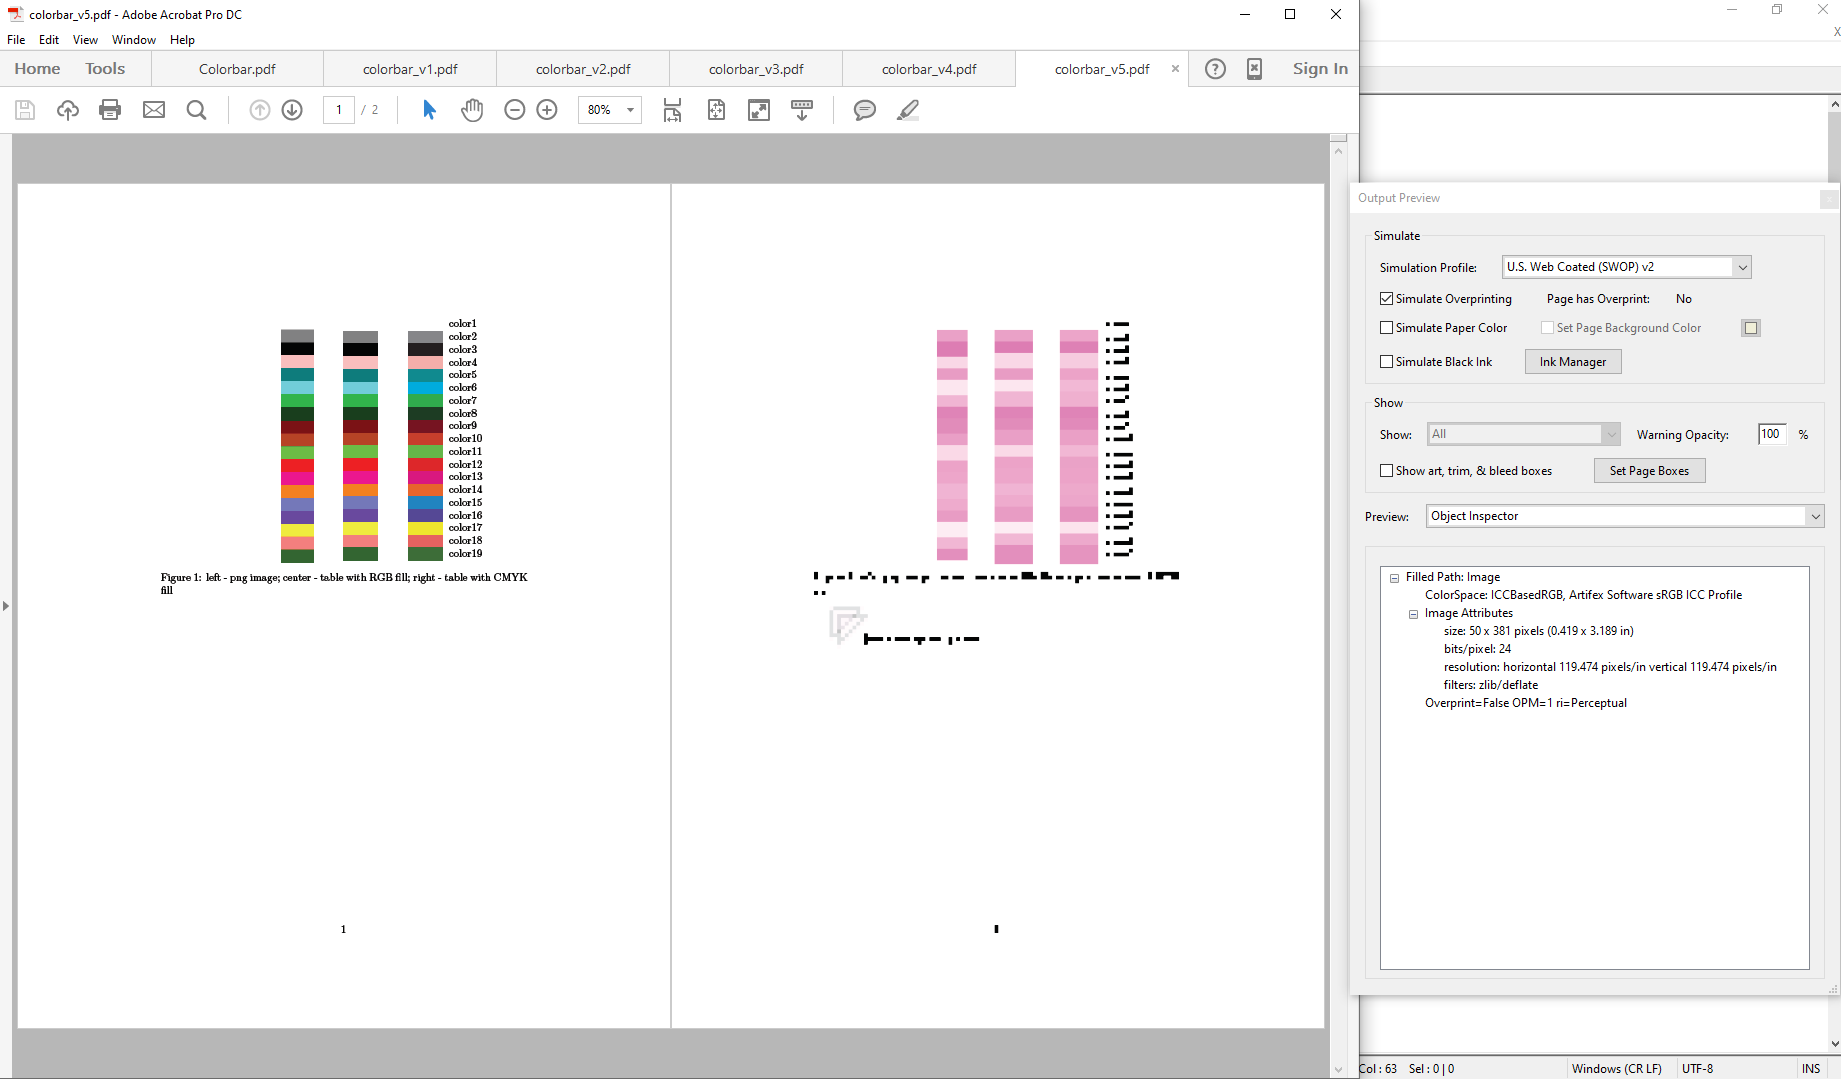 colorbar_v5.pdf - Adobe Acrobat Pro DC
File Edit View Window Help
Home Tools Colorbar.pdf colorbar_v1.pdf colorbar_v2.pdf colorbar_v3.pdf colorbar_v4.pdf colorbar_v5.pdf × ? Sign In
1 / 2 80%
color1
color2
color3
color4
color5
color6
color7
color8
color9
color10
color11
color12
color13
color14
color15
color16
color17
color18
color19
Figure 1: left - png image; center - table with RGB fill; right - table with CMYK
fill
1
Output Preview
Simulate
Simulation Profile: U.S. Web Coated (SWOP) v2
Simulate Overprinting Page has Overprint: No
Simulate Paper Color Set Page Background Color
Simulate Black Ink Ink Manager
Show
Show: All Warning Opacity: 100 %
Show art, trim, & bleed boxes Set Page Boxes
Preview: Object Inspector
Filled Path: Image
ColorSpace: ICCBasedRGB, Artifex Software sRGB ICC Profile
Image Attributes
size: 50 x 381 pixels (0.419 x 3.189 in)
bits/pixel: 24
resolution: horizontal 119.474 pixels/in vertical 119.474 pixels/in
filters: zlib/deflate
Overprint=False OPM=1 ri=Perceptual
Col : 63 Sel : 0 | 0 Windows (CR LF) UTF-8 INS